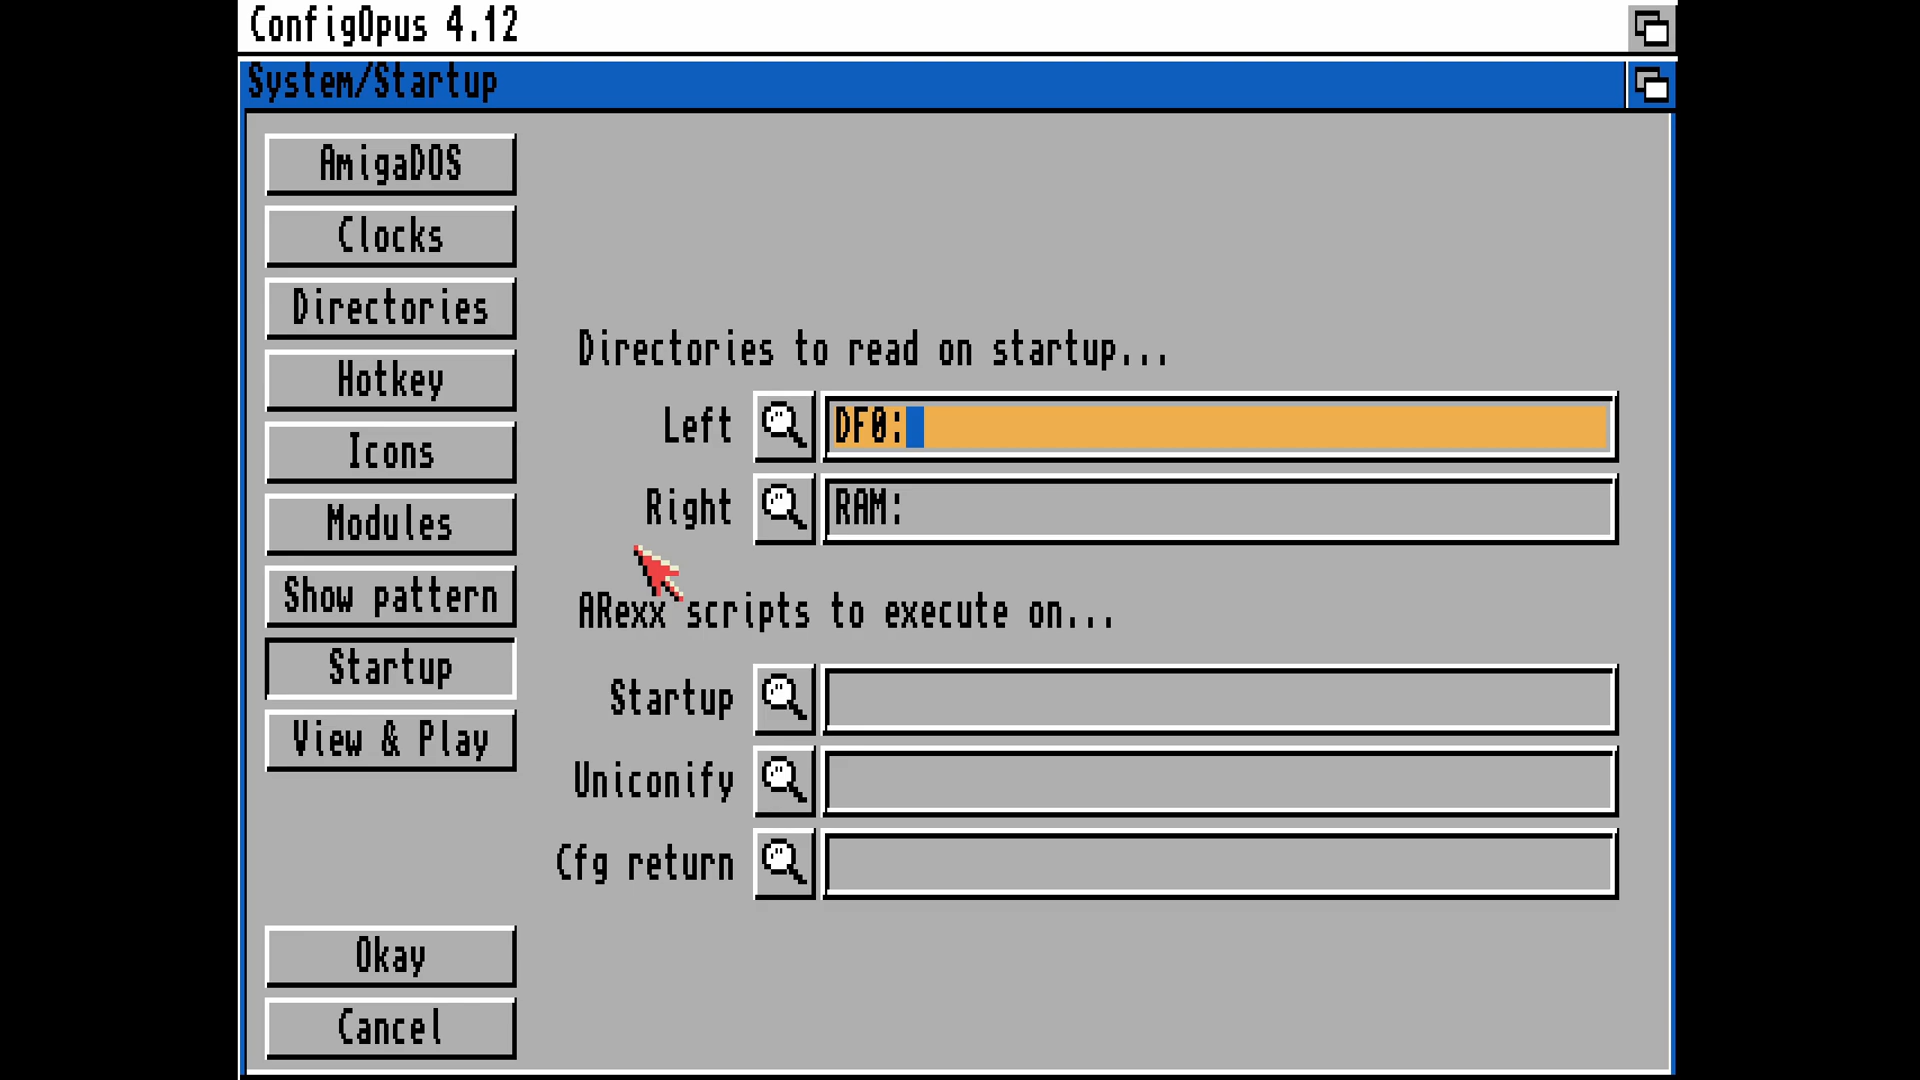 ConfigOpus 4.12
System/Startup
AmigaDOS
Clocks
Directories
Hotkey
Icons
Modules
Show pattern
Startup
View & Play
Okay
Cancel
Directories to read on startup...
Left DF0:
Right RAM:
ARexx scripts to execute on...
Startup
Uniconify
Cfg return